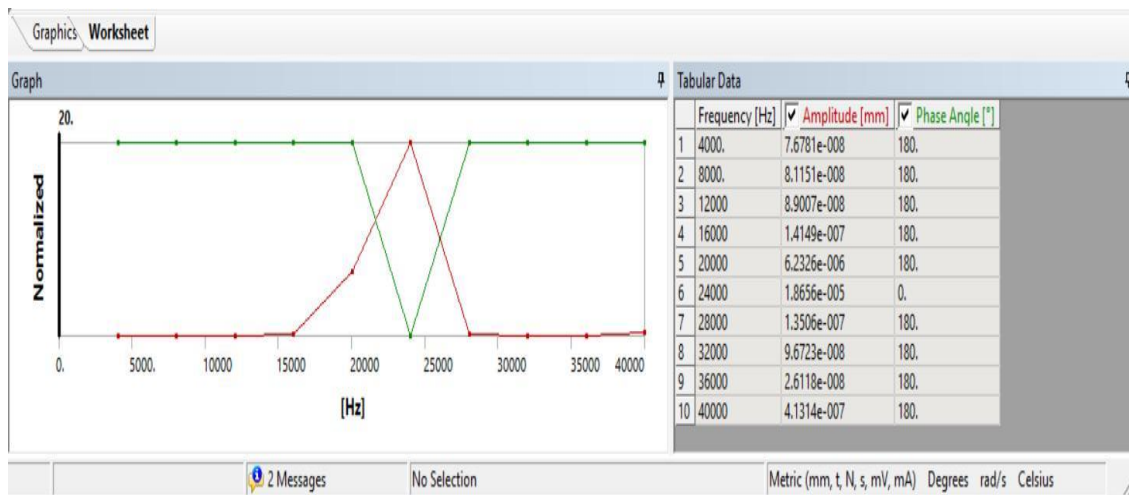 Graphics Worksheet
Graph
20.
Normalized
0. 5000. 10000 15000 20000 25000 30000 35000 40000
[Hz]
Tabular Data
Frequency [Hz] Amplitude [mm] Phase Angle [°]
1 4000. 7.6781e-008 180.
2 8000. 8.1151e-008 180.
3 12000 8.9007e-008 180.
4 16000 1.4149e-007 180.
5 20000 6.2326e-006 180.
6 24000 1.8656e-005 0.
7 28000 1.3506e-007 180.
8 32000 9.6723e-008 180.
9 36000 2.6118e-008 180.
10 40000 4.1314e-007 180.
2 Messages No Selection Metric (mm, t, N, s, mV, mA) Degrees rad/s Celsius